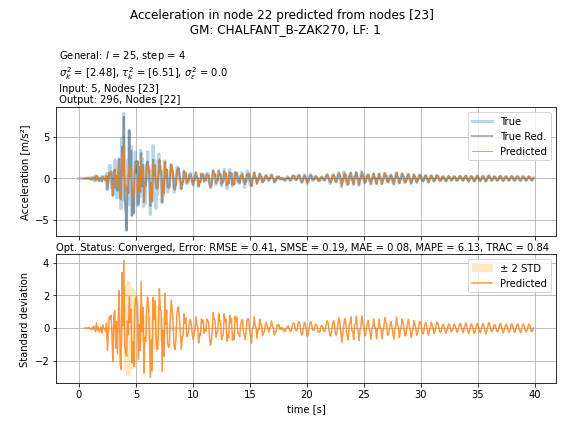 Acceleration in node 22 predicted from nodes [23]
GM: CHALFANT_B-ZAK270, LF: 1
General: l = 25, step = 4
σ²ₖ = [2.48], τ²ₖ = [6.51], σ²ε = 0.0
Input: 5, Nodes [23]
Output: 296, Nodes [22]
Acceleration [m/s²]
5
0
−5
True
True Red.
Predicted
Opt. Status: Converged, Error: RMSE = 0.41, SMSE = 0.19, MAE = 0.08, MAPE = 6.13, TRAC = 0.84
Standard deviation
4
2
0
−2
± 2 STD
Predicted
0 5 10 15 20 25 30 35 40
time [s]